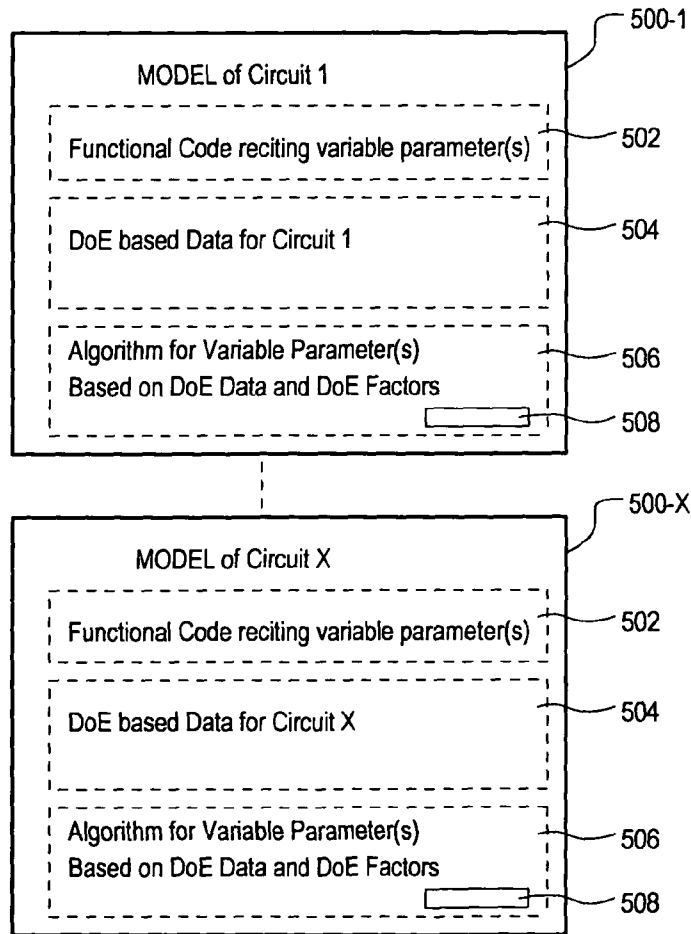 500-1
MODEL of Circuit 1
Functional Code reciting variable parameter(s)
502
DoE based Data for Circuit 1
504
Algorithm for Variable Parameter(s)
Based on DoE Data and DoE Factors
506
508
500-X
MODEL of Circuit X
Functional Code reciting variable parameter(s)
502
DoE based Data for Circuit X
504
Algorithm for Variable Parameter(s)
Based on DoE Data and DoE Factors
506
508